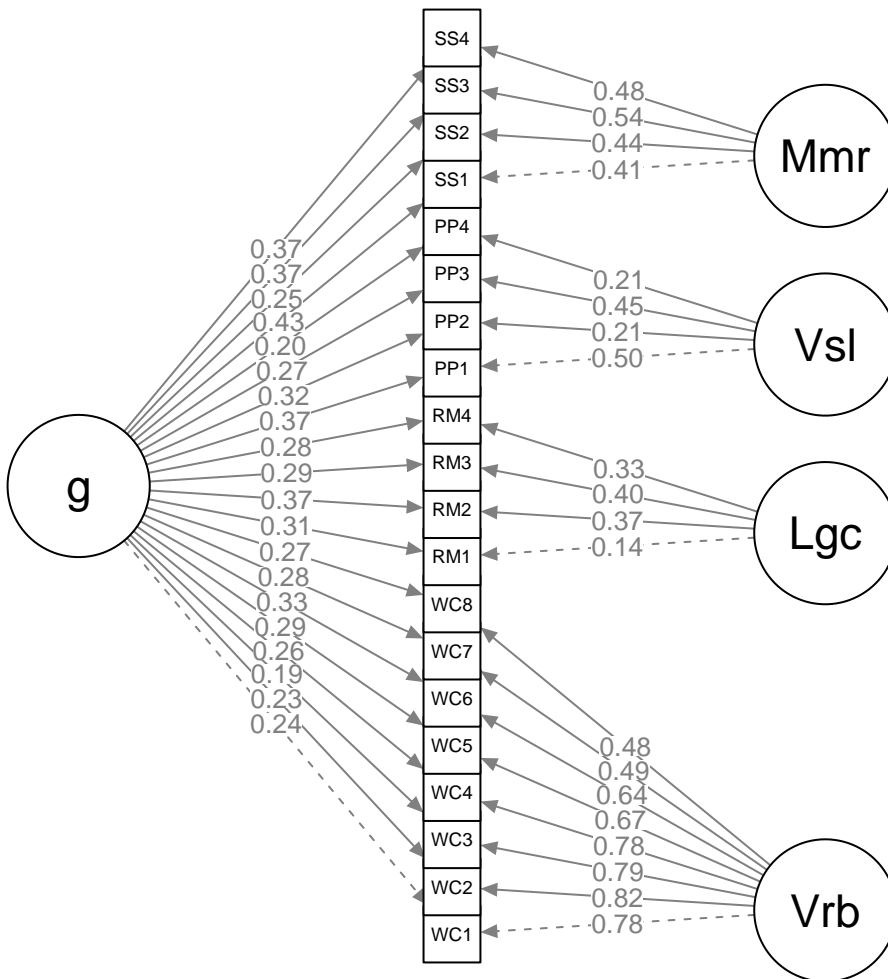 SS4
SS3
SS2
SS1
PP4
PP3
PP2
PP1
RM4
RM3
RM2
RM1
WC8
WC7
WC6
WC5
WC4
WC3
WC2
WC1
g
0.37
0.37
0.25
0.43
0.20
0.27
0.32
0.37
0.28
0.29
0.37
0.31
0.27
0.28
0.33
0.29
0.26
0.19
0.23
0.24
0.48
0.54
0.44
0.41
Mmr
0.21
0.45
0.21
0.50
Vsl
0.33
0.40
0.37
0.14
Lgc
0.48
0.49
0.64
0.67
0.78
0.79
0.82
0.78
Vrb